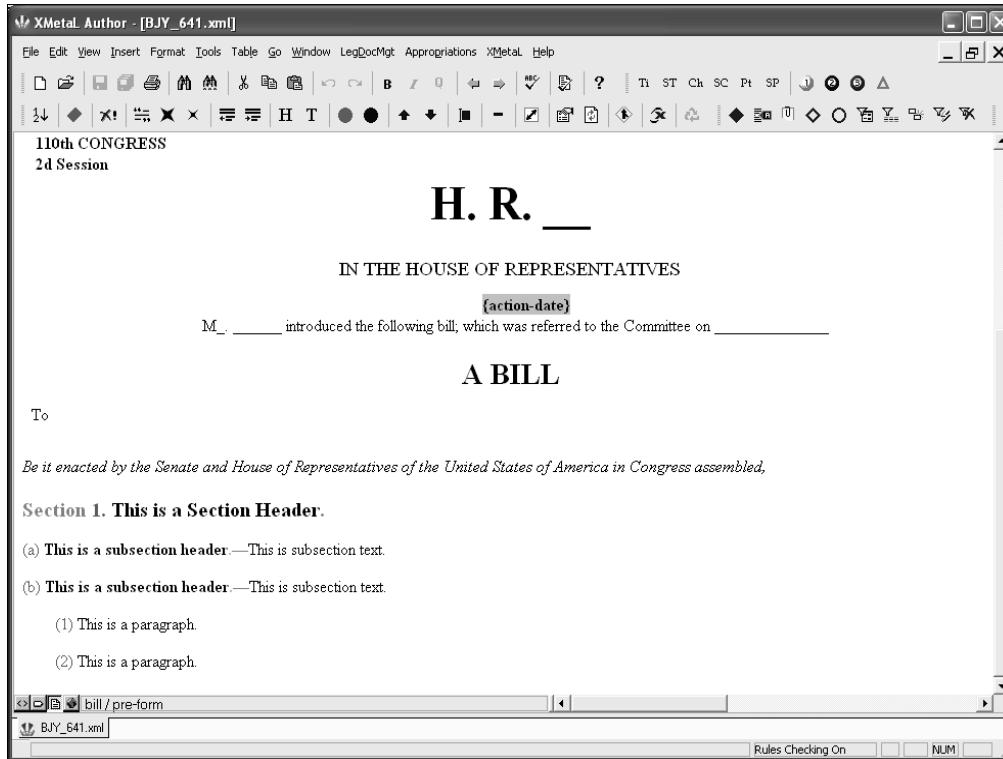 XMetaL Author - [BJY_641.xml]
File Edit View Insert Format Tools Table Go Window LegDocMgt Appropriations XMetaL Help
B I Q ABC ? Ti ST Ch SC Pt SP 1 2 3
H T
110th CONGRESS
2d Session
H. R. __
IN THE HOUSE OF REPRESENTATIVES
{action-date}
M_. ______ introduced the following bill; which was referred to the Committee on ______________
A BILL
To
Be it enacted by the Senate and House of Representatives of the United States of America in Congress assembled,
Section 1. This is a Section Header.
(a) This is a subsection header.—This is subsection text.
(b) This is a subsection header.—This is subsection text.
(1) This is a paragraph.
(2) This is a paragraph.
bill / pre-form
BJY_641.xml
Rules Checking On NUM